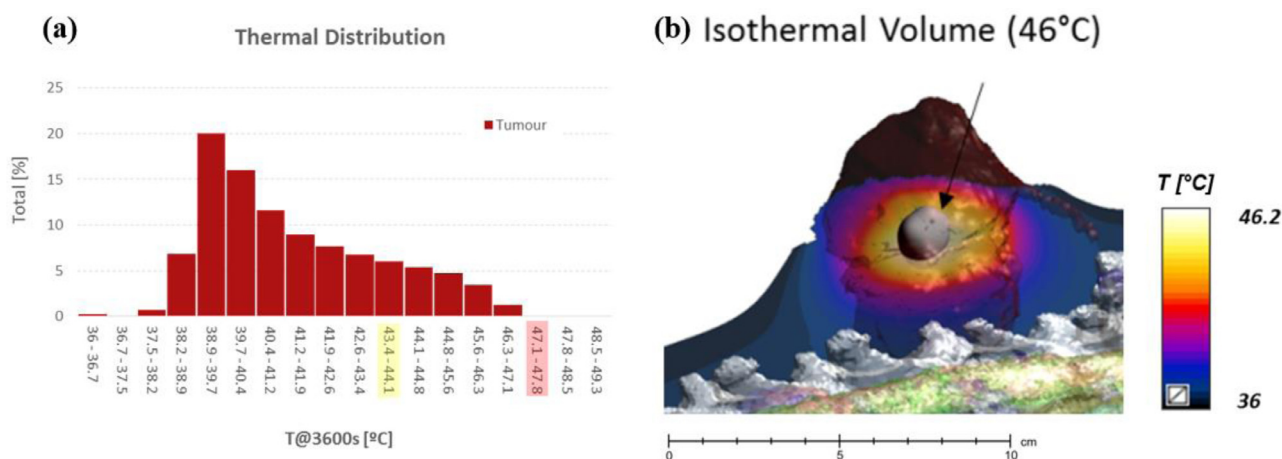 (a)
Thermal Distribution
25
20
15
10
5
0
Total [%]
Tumour
36 - 36.7
36.7 - 37.5
37.5 - 38.2
38.2 - 38.9
38.9 - 39.7
39.7 - 40.4
40.4 - 41.2
41.2 - 41.9
41.9 - 42.6
42.6 - 43.4
43.4 - 44.1
44.1 - 44.8
44.8 - 45.6
45.6 - 46.3
46.3 - 47.1
47.1 - 47.8
47.8 - 48.5
48.5 - 49.3
T@3600s [ºC]
(b) Isothermal Volume (46°C)
T [°C]
46.2
36
0 5 10 cm